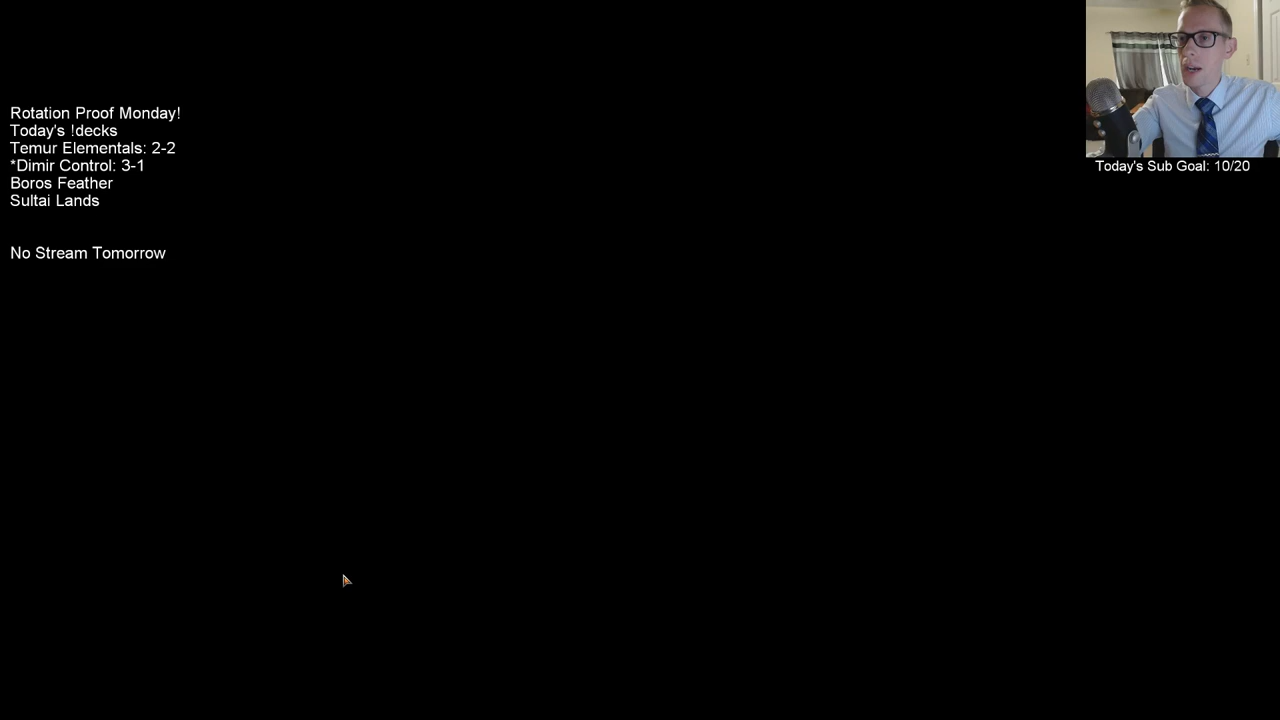 Rotation Proof Monday!
Today's !decks
Temur Elementals: 2-2
*Dimir Control: 3-1
Boros Feather
Sultai Lands
No Stream Tomorrow
Today's Sub Goal: 10/20